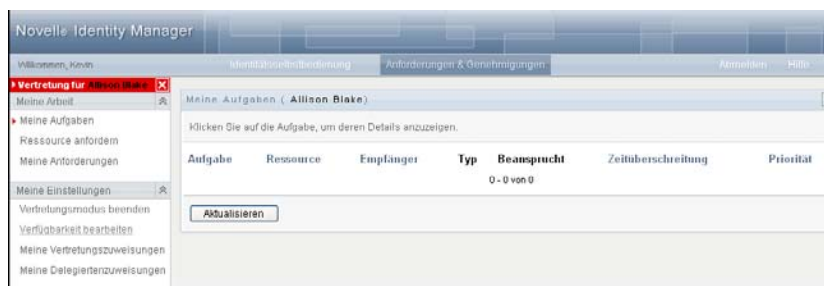 Novell® Identity Manager
Willkommen, Kevin
Identitätsselbstbedienung Anforderungen & Genehmigungen Abmelden Hilfe
Vertretung für Allison Blake
Meine Arbeit
Meine Aufgaben
Ressource anfordern
Meine Anforderungen
Meine Einstellungen
Vertretungsmodus beenden
Verfügbarkeit bearbeiten
Meine Vertretungszuweisungen
Meine Delegiertenzuweisungen
Meine Aufgaben ( Allison Blake)
Klicken Sie auf die Aufgabe, um deren Details anzuzeigen.
Aufgabe Ressource Empfänger Typ Beansprucht Zeitüberschreitung Priorität
0 - 0 von 0
Aktualisieren